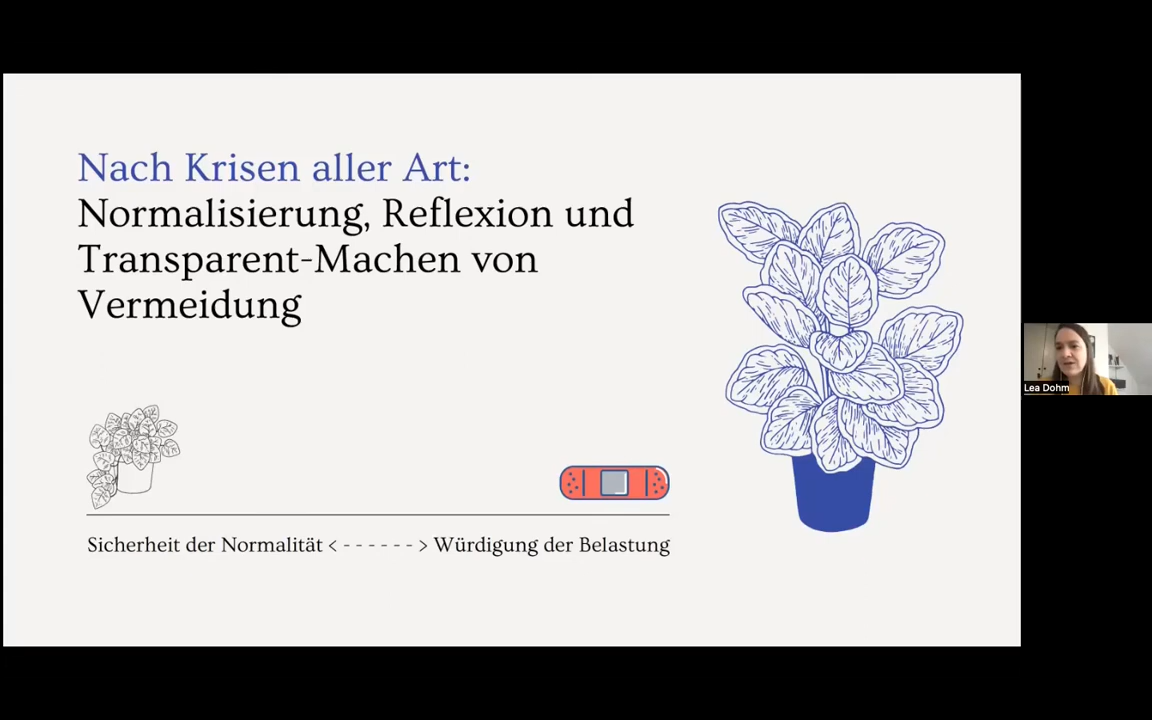 Nach Krisen aller Art:
Normalisierung, Reflexion und
Transparent-Machen von
Vermeidung
Sicherheit der Normalität < - - - - - - > Würdigung der Belastung
Lea Dohm